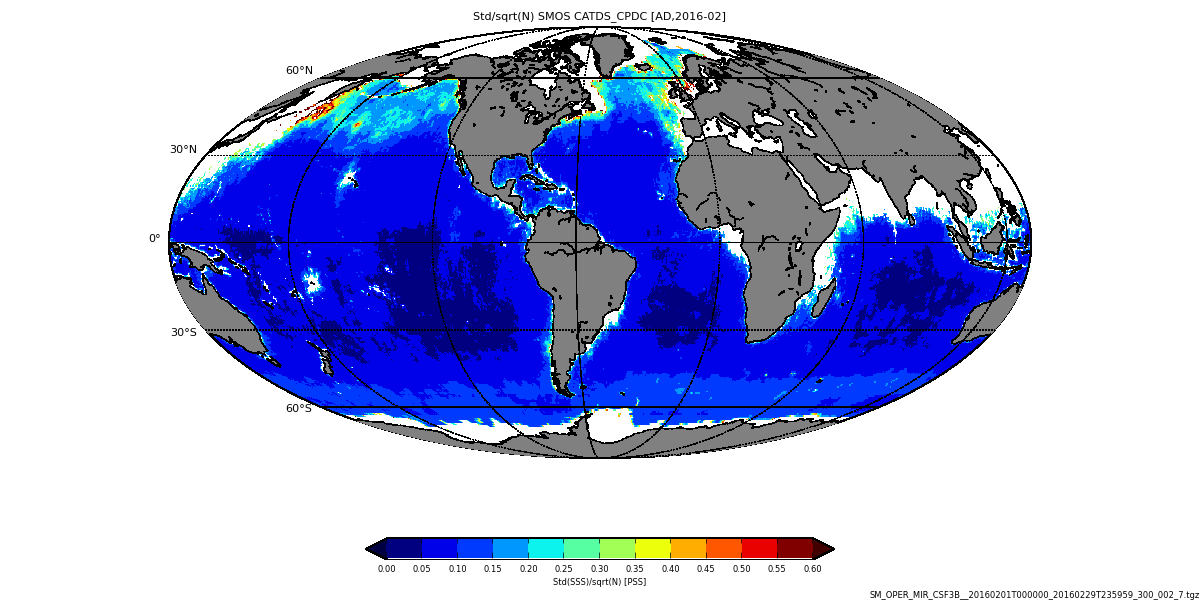 Std/sqrt(N) SMOS CATDS_CPDC [AD,2016-02]
60°N
30°N
0°
30°S
60°S
0.00 0.05 0.10 0.15 0.20 0.25 0.30 0.35 0.40 0.45 0.50 0.55 0.60
Std(SSS)/sqrt(N) [PSS]
SM_OPER_MIR_CSF3B__20160201T000000_20160229T235959_300_002_7.tgz